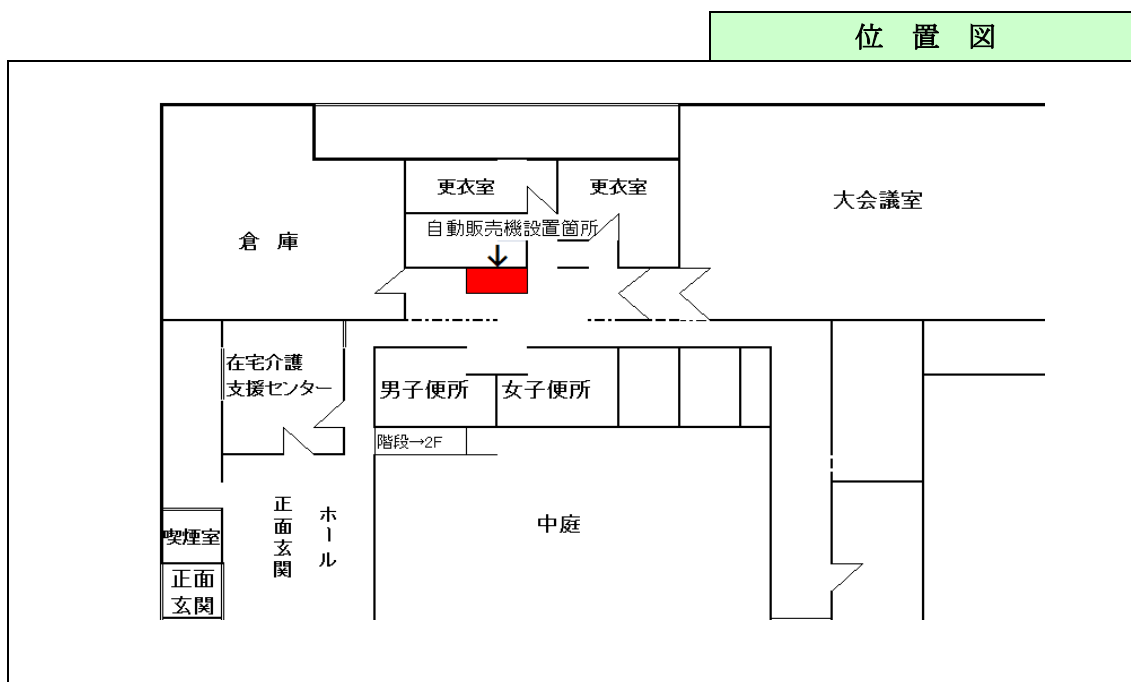 位 置 図
更衣室
更衣室
大会議室
自動販売機設置箇所
倉 庫
在宅介護
支援センター
男子便所
女子便所
階段→2F
正面玄関
ホール
中庭
喫煙室
正面
玄関